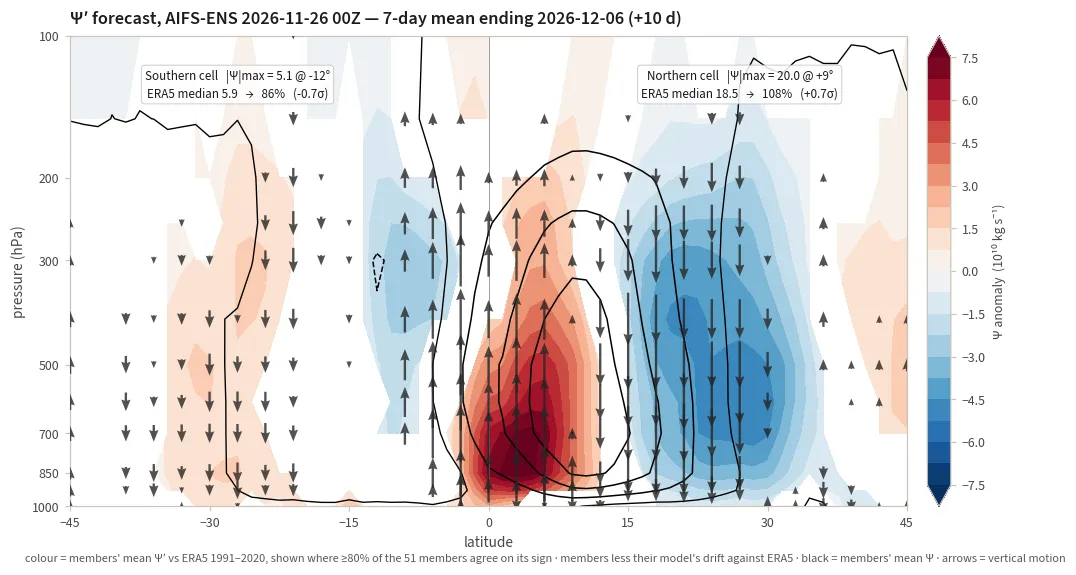 Ψ′ forecast, AIFS-ENS 2026-11-26 00Z — 7-day mean ending 2026-12-06 (+10 d)
Southern cell |Ψ|max = 5.1 @ -12°
ERA5 median 5.9 → 86% (-0.7σ)
Northern cell |Ψ|max = 20.0 @ +9°
ERA5 median 18.5 → 108% (+0.7σ)
100
200
300
500
700
850
1000
pressure (hPa)
−45
−30
−15
0
15
30
45
latitude
7.5
6.0
4.5
3.0
1.5
0.0
−1.5
−3.0
−4.5
−6.0
−7.5
Ψ anomaly (10¹⁰ kg s⁻¹)
colour = members' mean Ψ′ vs ERA5 1991–2020, shown where ≥80% of the 51 members agree on its sign · members less their model's drift against ERA5 · black = members' mean Ψ · arrows = vertical motion